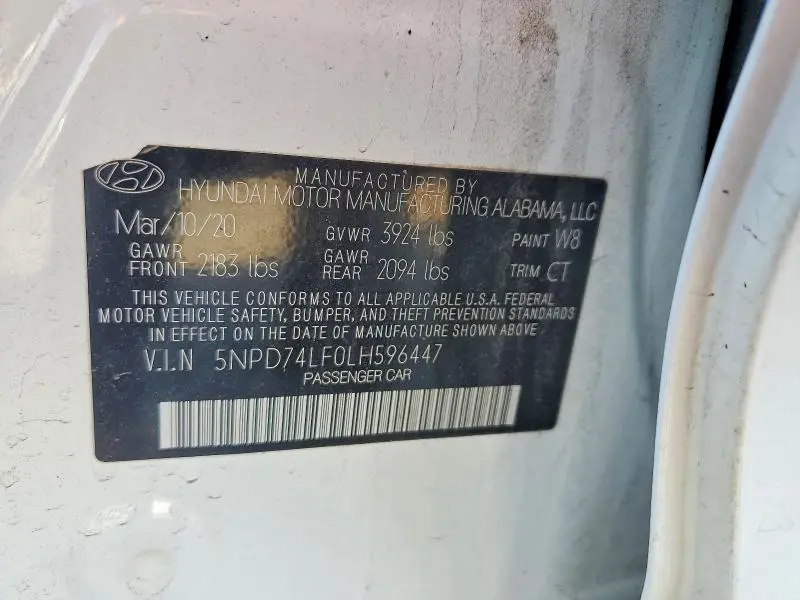 MANUFACTURED BY
HYUNDAI MOTOR MANUFACTURING ALABAMA, LLC
Mar/10/20 GVWR 3924 lbs PAINT W8
GAWR FRONT 2183 lbs GAWR REAR 2094 lbs TRIM CT
THIS VEHICLE CONFORMS TO ALL APPLICABLE U.S.A. FEDERAL
MOTOR VEHICLE SAFETY, BUMPER, AND THEFT PREVENTION STANDARDS
IN EFFECT ON THE DATE OF MANUFACTURE SHOWN ABOVE
V.I.N 5NPD74LF0LH596447
PASSENGER CAR